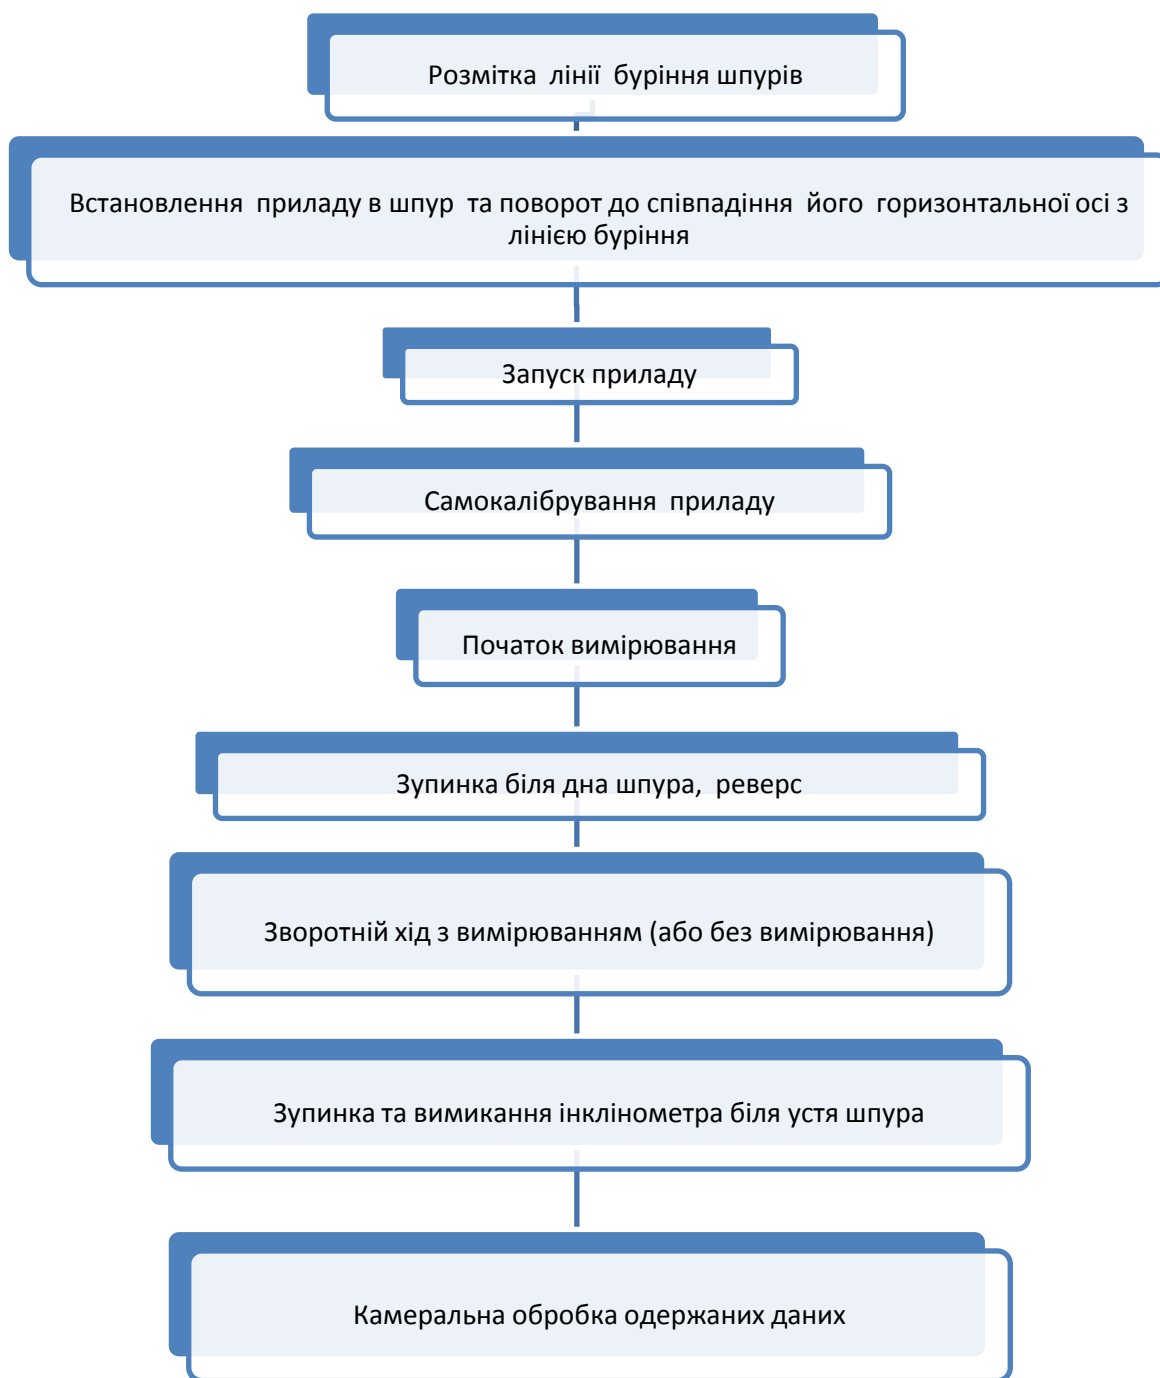 Розмітка лінії буріння шпурів
Встановлення приладу в шпур та поворот до співпадіння його горизонтальної осі з
лінією буріння
Запуск приладу
Самокалібрування приладу
Початок вимірювання
Зупинка біля дна шпура, реверс
Зворотній хід з вимірюванням (або без вимірювання)
Зупинка та вимикання інклінометра біля устя шпура
Камеральна обробка одержаних даних